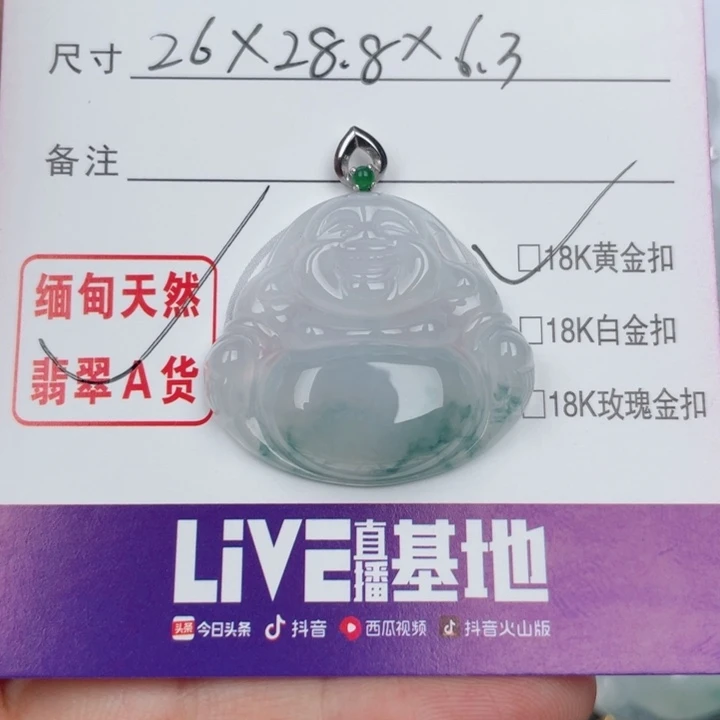 尺寸 26×28.8×6.3
备注
缅甸天然
翡翠A货
□18K黄金扣
□18K白金扣
□18K玫瑰金扣
LiVE直播基地
头条 今日头条 抖音 西瓜视频 抖音火山版